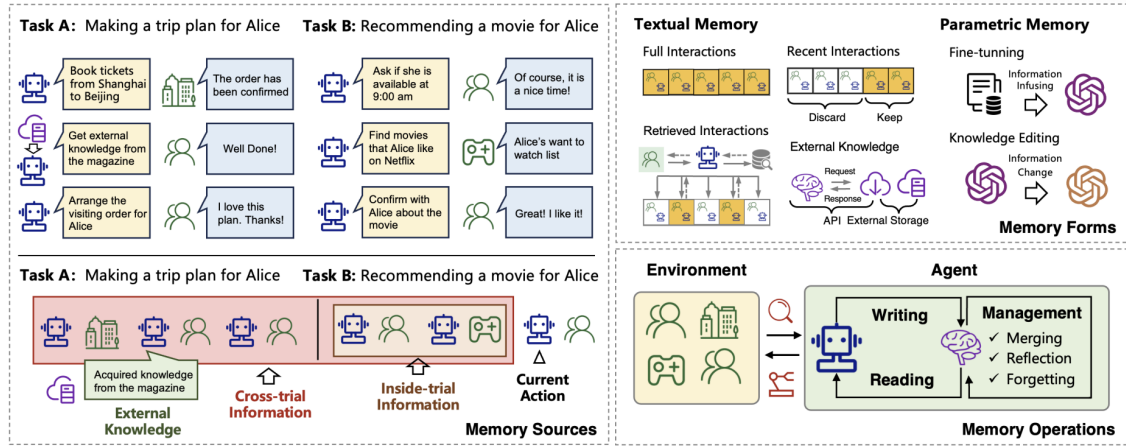 Task A: Making a trip plan for Alice
Task B: Recommending a movie for Alice
Book tickets
from Shanghai
to Beijing
The order has
been confirmed
Ask if she is
available at
9:00 am
Of course, it is
a nice time!
Get external
knowledge from
the magazine
Well Done!
Find movies
that Alice like
on Netflix
Alice's want to
watch list
Arrange the
visiting order for
Alice
I love this
plan. Thanks!
Confirm with
Alice about the
movie
Great! I like it!
Task A: Making a trip plan for Alice
Task B: Recommending a movie for Alice
Acquired knowledge
from the magazine
External
Knowledge
Cross-trial
Information
Inside-trial
Information
Current
Action
Memory Sources
Textual Memory
Parametric Memory
Full Interactions
Recent Interactions
Discard
Keep
Fine-tunning
Information
Infusing
Retrieved Interactions
External Knowledge
Request
Response
API
External Storage
Knowledge Editing
Information
Change
Memory Forms
Environment
Agent
Writing
Reading
Management
✓ Merging
✓ Reflection
✓ Forgetting
Memory Operations